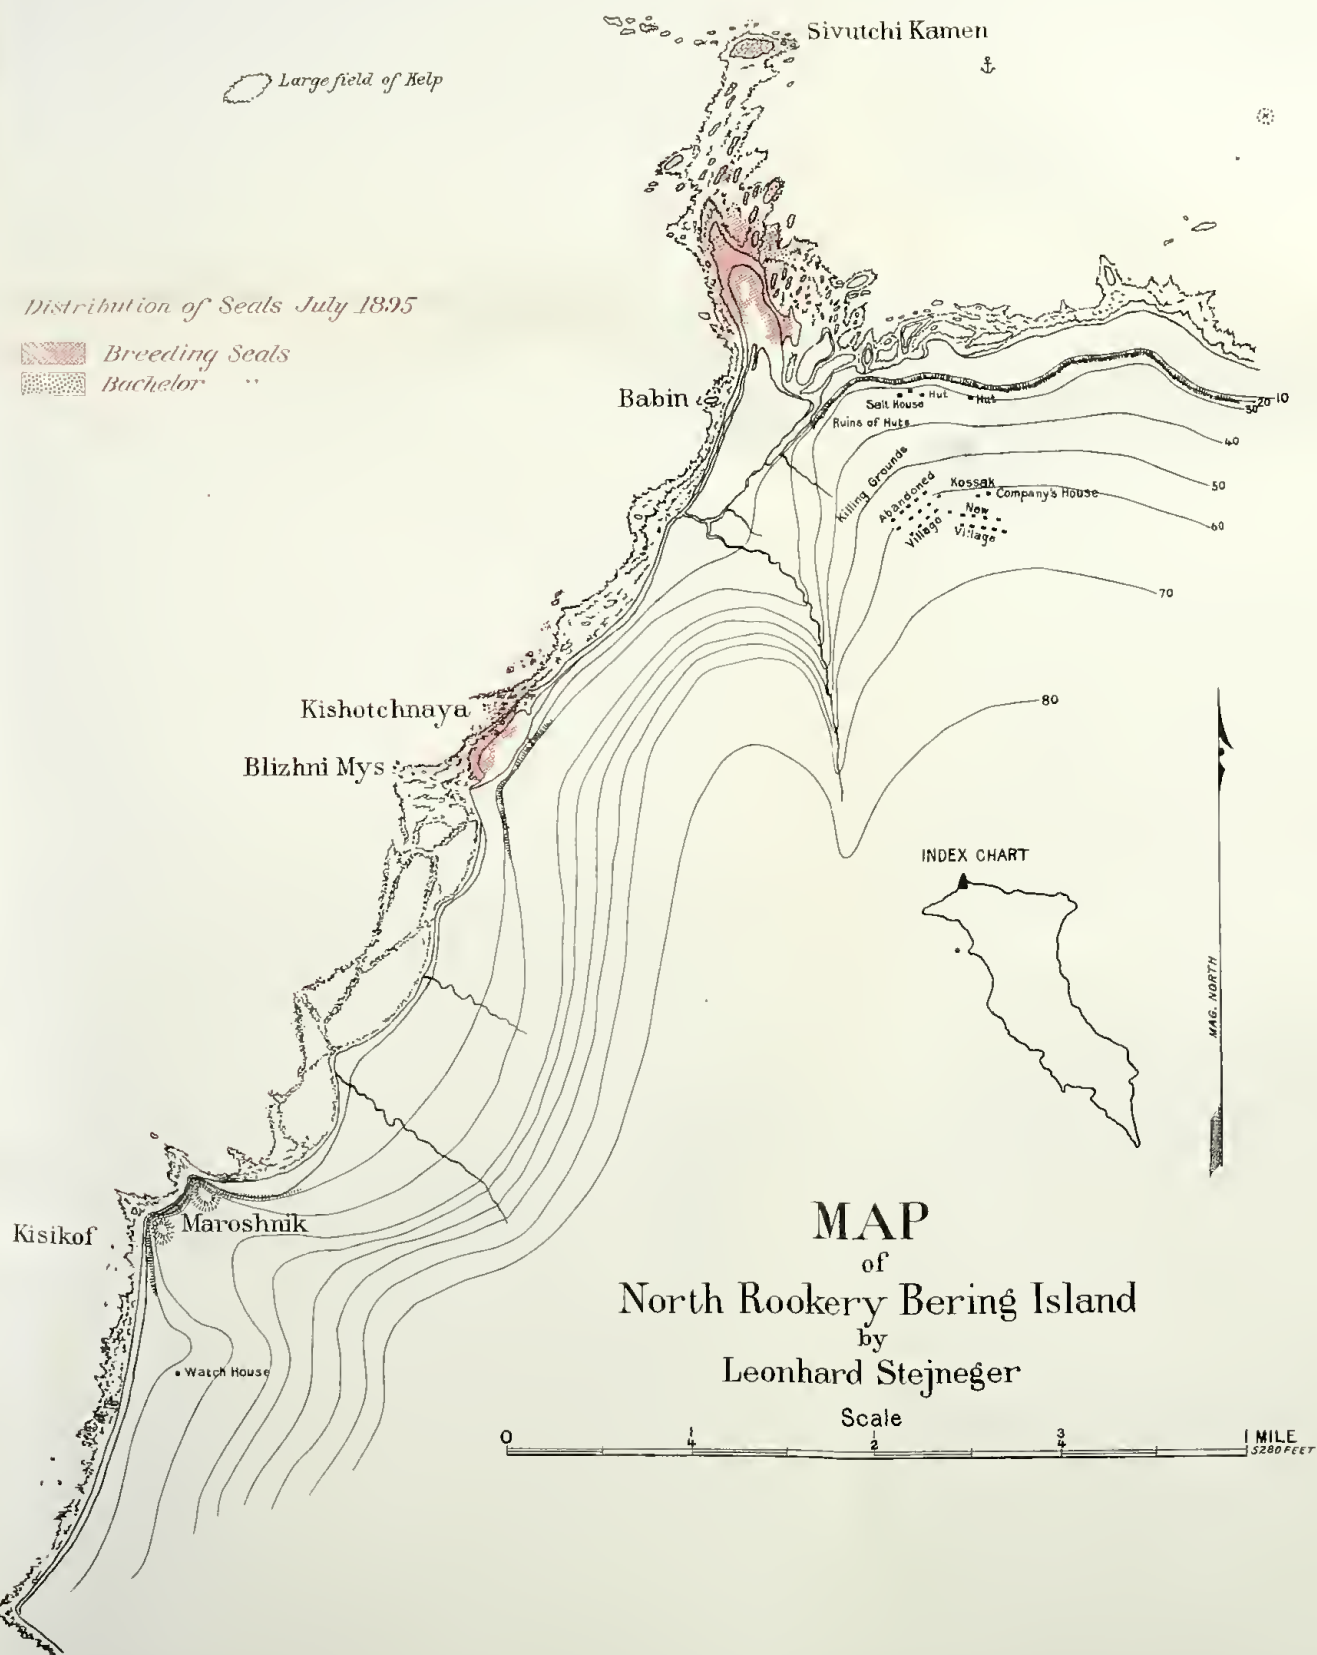 Sivutchi Kamen
Large field of Kelp
Distribution of Seals July 1895
Breeding Seals
Bachelor "
Babin
Salt House
Hut
Hut
Ruins of Huts
10
20
30
40
50
60
70
80
Killing Grounds
Abandoned
Village
Kossak
Company's House
New
Village
Kishotchnaya
Blizhni Mys
INDEX CHART
MAG. NORTH
Kisikof
Maroshnik
Watch House
MAP
of
North Rookery Bering Island
by
Leonhard Stejneger
Scale
0 1/4 1/2 3/4 1 MILE
5280 FEET